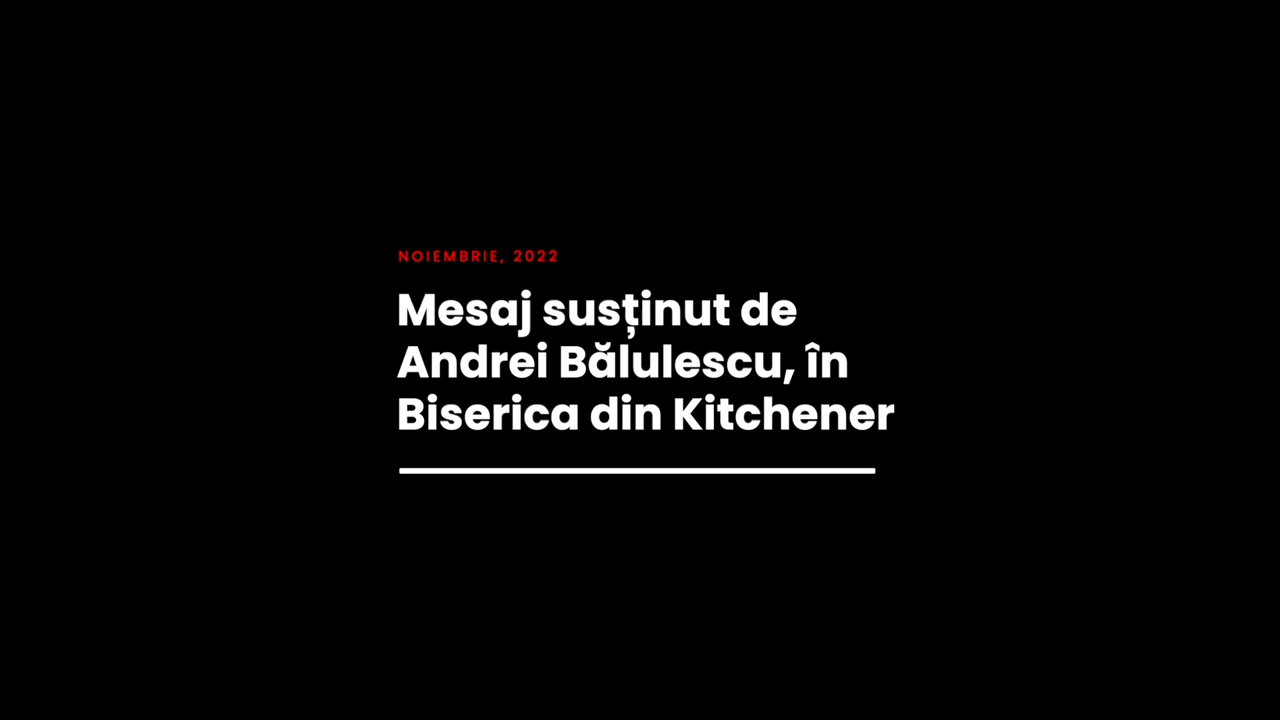 NOIEMBRIE, 2022
Mesaj susținut de
Andrei Bălulescu, în
Biserica din Kitchener